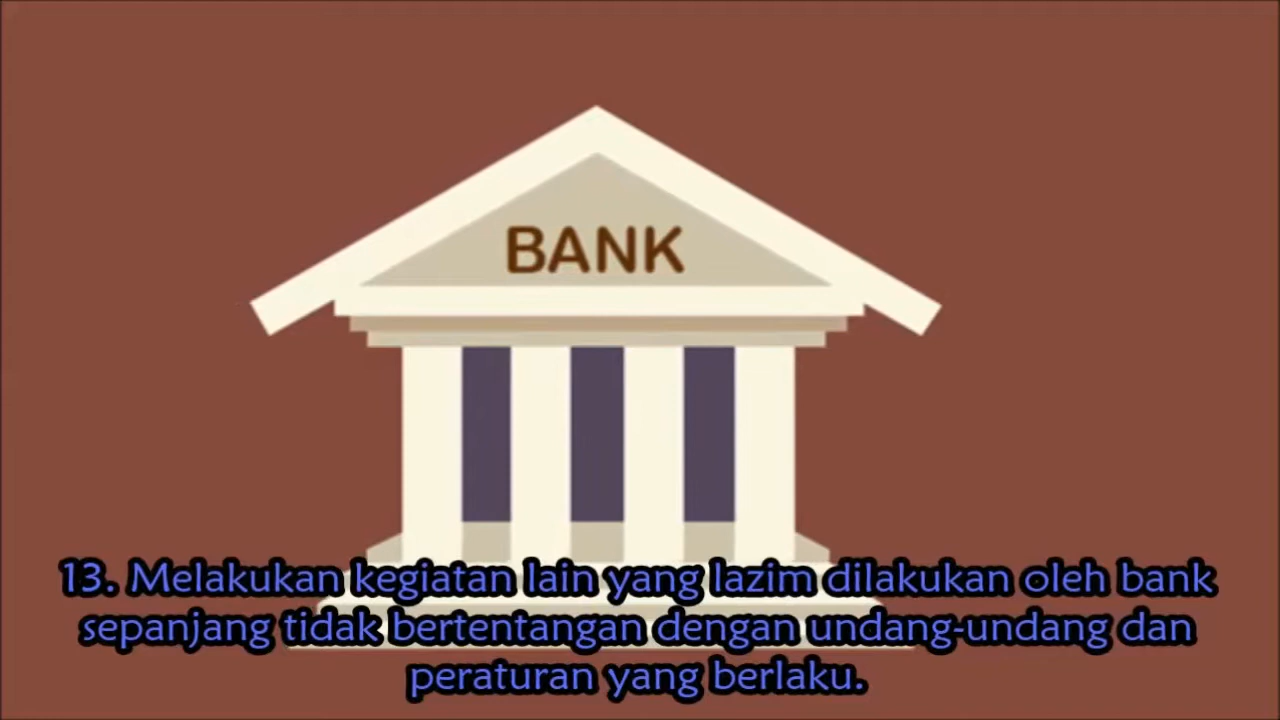 BANK
13. Melakukan kegiatan lain yang lazim dilakukan oleh bank
sepanjang tidak bertentangan dengan undang-undang dan
peraturan yang berlaku.